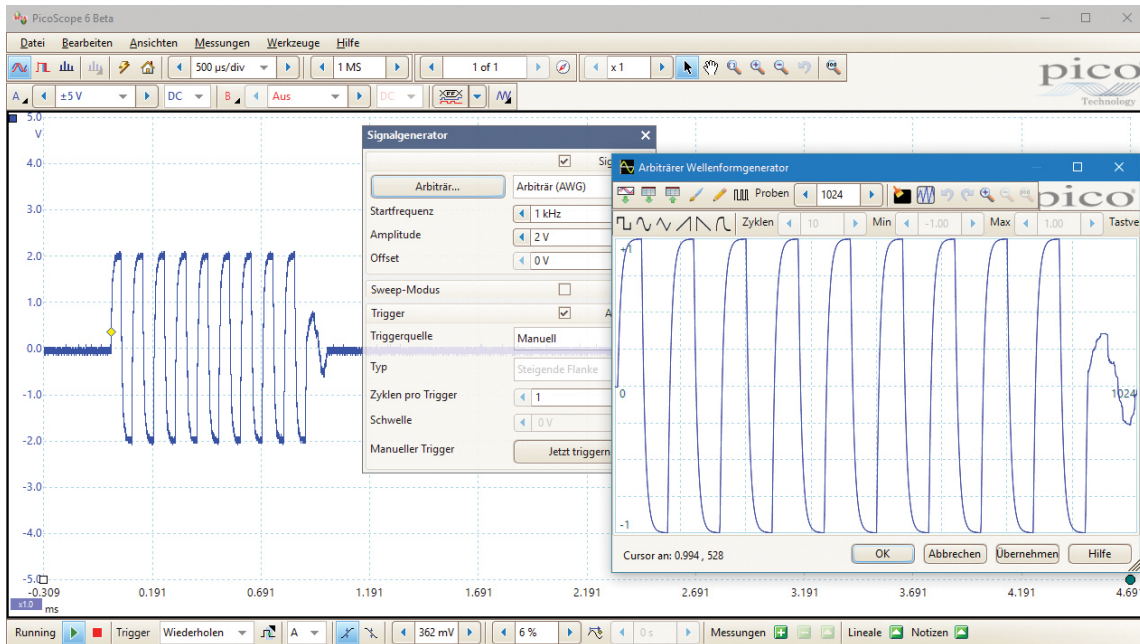 PicoScope 6 Beta
Datei Bearbeiten Ansichten Messungen Werkzeuge Hilfe
500 µs/div 1 MS 1 of 1 x 1
pico
Technology
A ±5 V DC B Aus DC
5.0
V
4.0
3.0
2.0
1.0
0.0
-1.0
-2.0
-3.0
-4.0
-5.0
-0.309 0.191 0.691 1.191 1.691 2.191 2.691 3.191 3.691 4.191 4.691
x1.0 ms
Signalgenerator
Sig
Arbiträr... Arbiträr (AWG)
Startfrequenz 1 kHz
Amplitude 2 V
Offset 0 V
Sweep-Modus
Trigger A
Triggerquelle Manuell
Typ Steigende Flanke
Zyklen pro Trigger 1
Schwelle 0 V
Manueller Trigger Jetzt triggern
Arbiträrer Wellenformgenerator
Proben 1024 pico
Zyklen 10 Min -1.00 Max 1.00 Tastve
+1
0 1024
-1
Cursor an: 0.994 , 528 OK Abbrechen Übernehmen Hilfe
Running Trigger Wiederholen A 362 mV 6 % 0 s Messungen Lineale Notizen